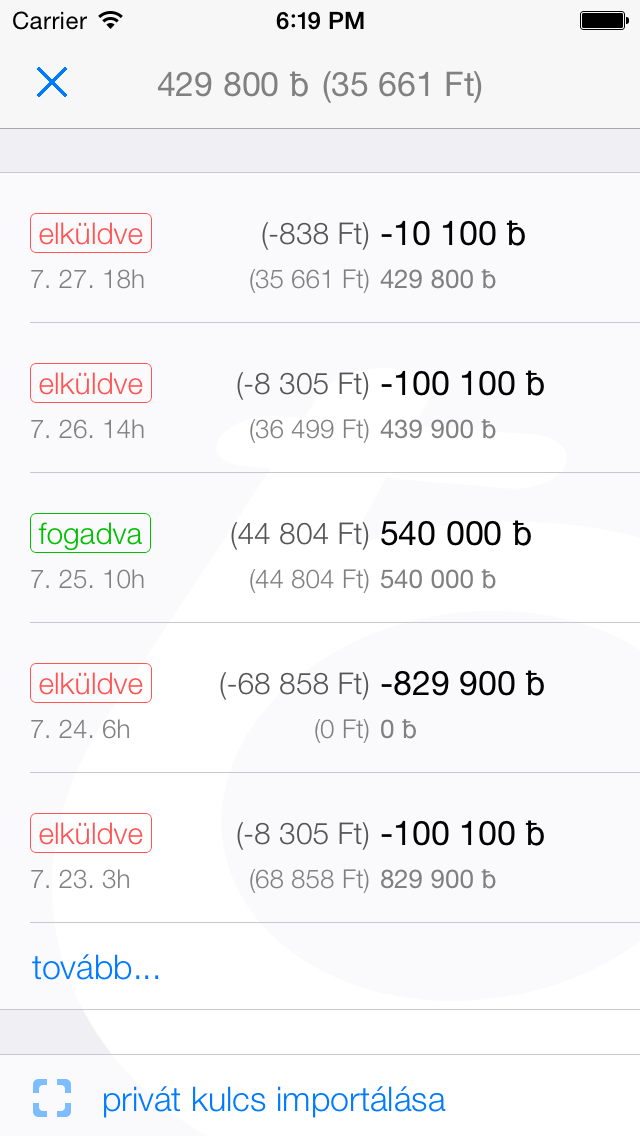 Carrier 6:19 PM
429 800 ƀ (35 661 Ft)
elküldve (-838 Ft) -10 100 ƀ
7. 27. 18h (35 661 Ft) 429 800 ƀ
elküldve (-8 305 Ft) -100 100 ƀ
7. 26. 14h (36 499 Ft) 439 900 ƀ
fogadva (44 804 Ft) 540 000 ƀ
7. 25. 10h (44 804 Ft) 540 000 ƀ
elküldve (-68 858 Ft) -829 900 ƀ
7. 24. 6h (0 Ft) 0 ƀ
elküldve (-8 305 Ft) -100 100 ƀ
7. 23. 3h (68 858 Ft) 829 900 ƀ
tovább...
privát kulcs importálása